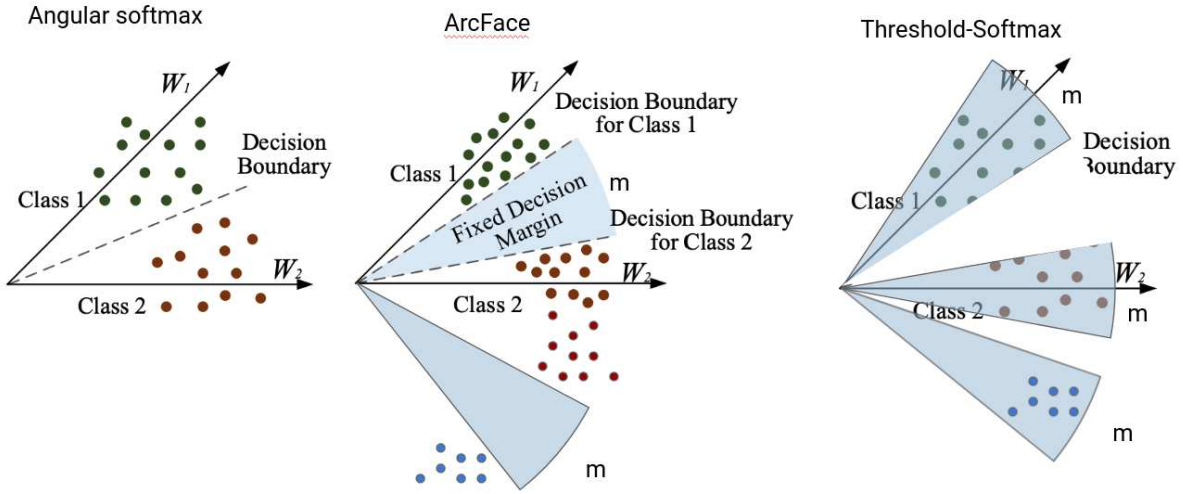 Angular softmax
W1
Decision
Boundary
Class 1
W2
Class 2
ArcFace
W1
Decision Boundary
for Class 1
Class 1
m
Fixed Decision
Margin
Decision Boundary
for Class 2
W2
Class 2
m
Threshold-Softmax
W1
m
Decision
Boundary
Class 1
W2
Class 2
m
m